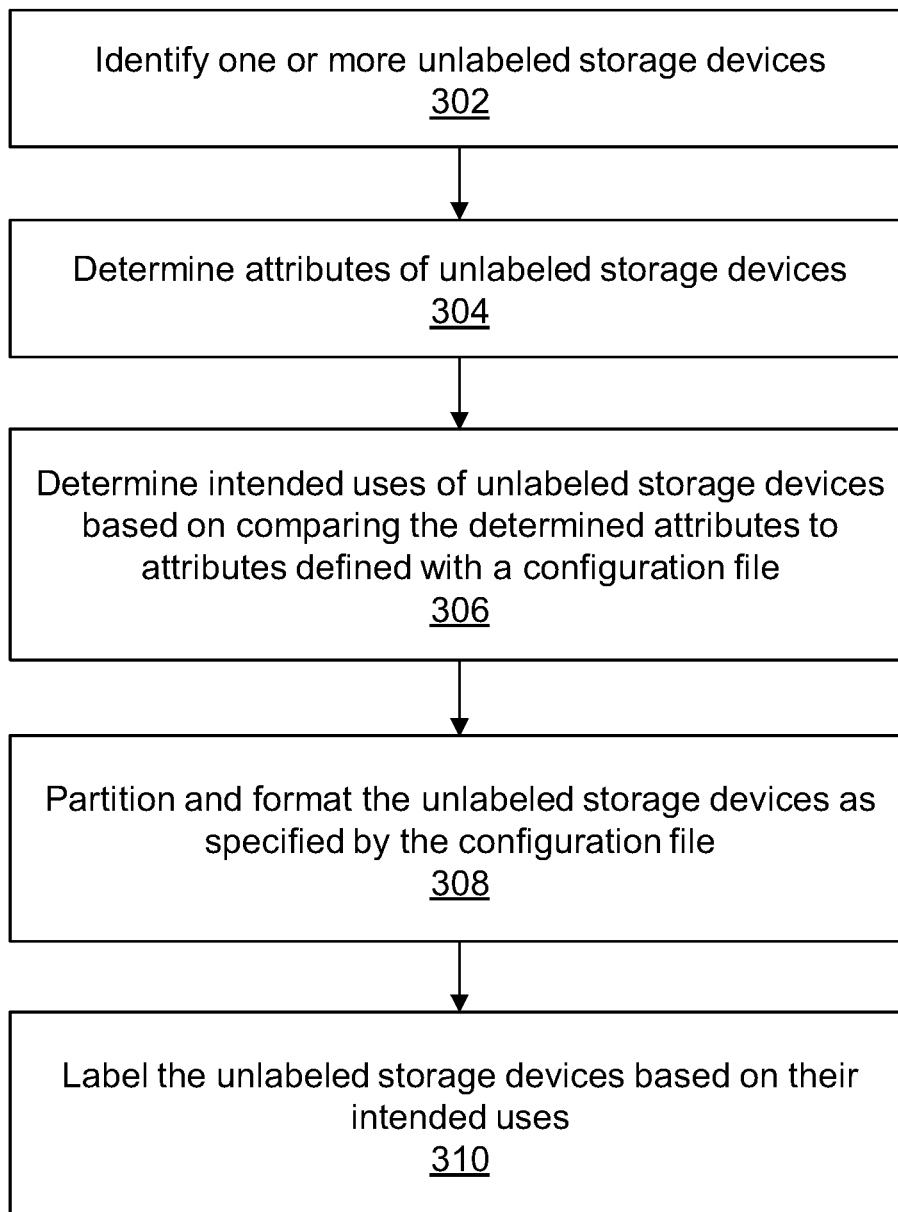 Identify one or more unlabeled storage devices
302
Determine attributes of unlabeled storage devices
304
Determine intended uses of unlabeled storage devices
based on comparing the determined attributes to
attributes defined with a configuration file
306
Partition and format the unlabeled storage devices as
specified by the configuration file
308
Label the unlabeled storage devices based on their
intended uses
310